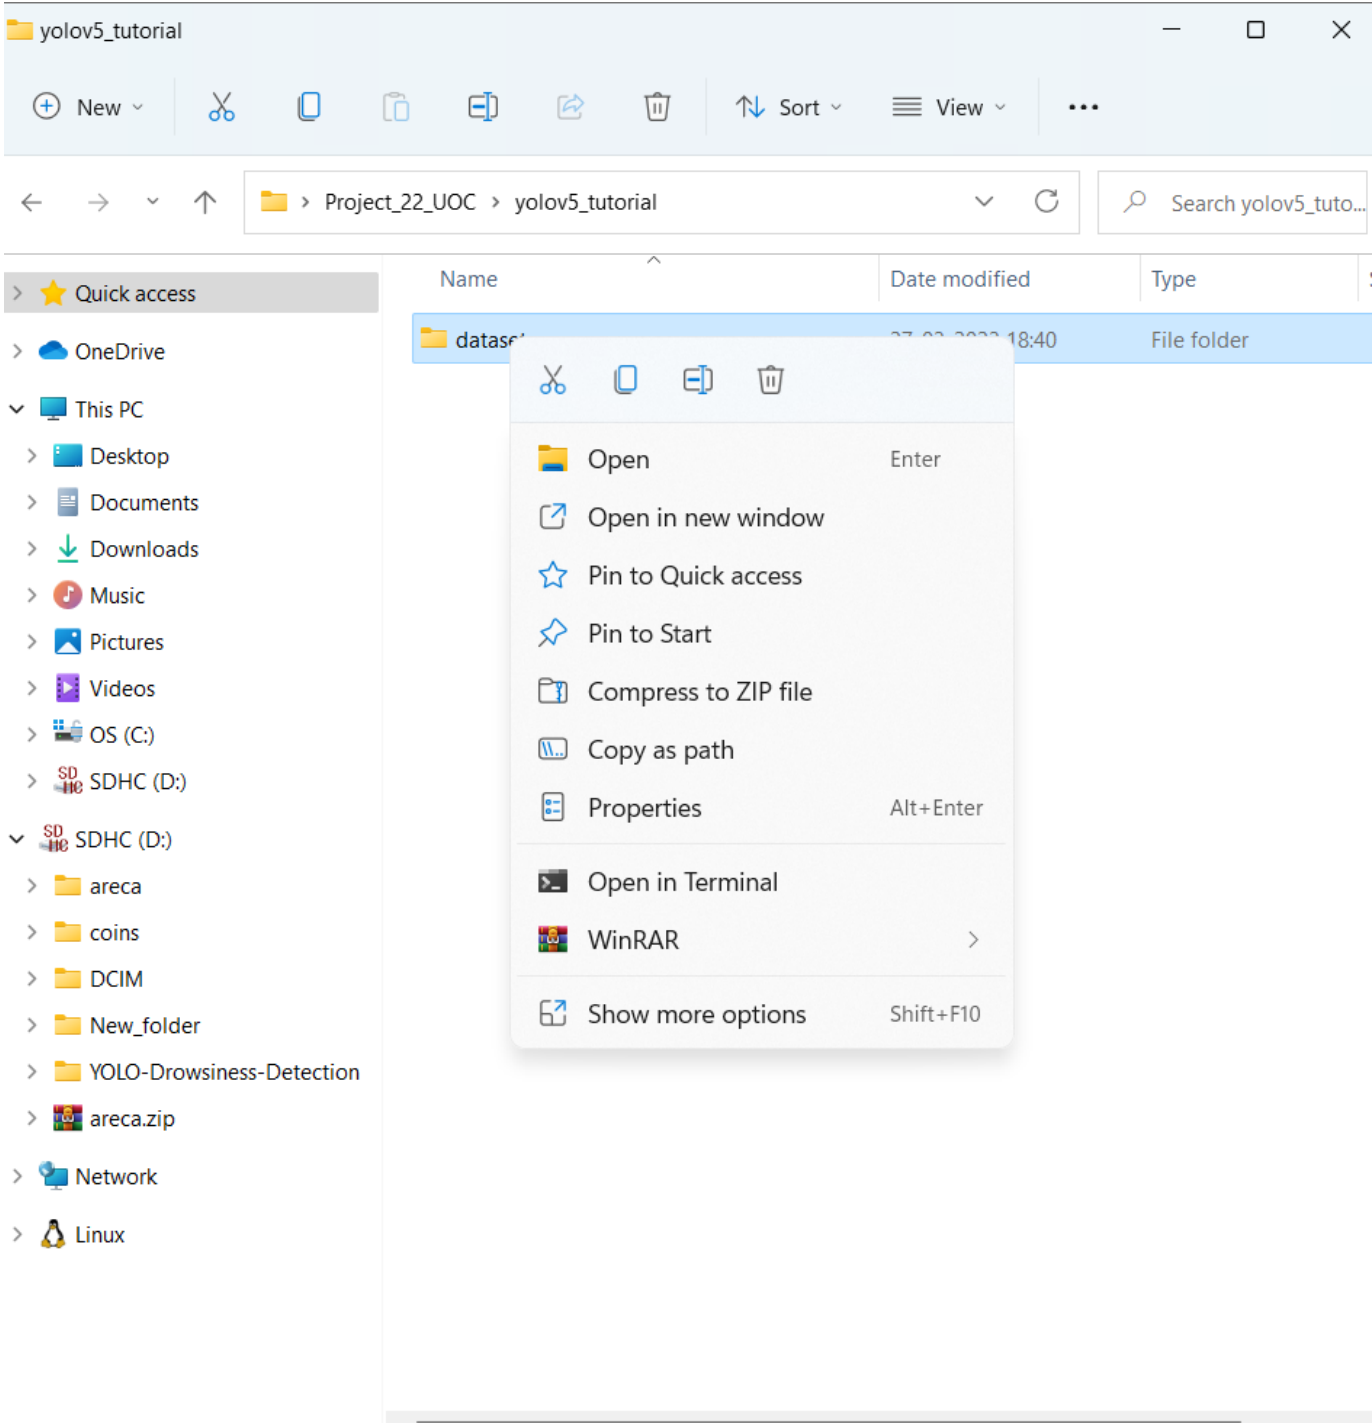 yolov5_tutorial
New
Sort
View
Project_22_UOC > yolov5_tutorial
Search yolov5_tuto...
Name
Date modified
Type
Quick access
OneDrive
This PC
Desktop
Documents
Downloads
Music
Pictures
Videos
OS (C:)
SDHC (D:)
SDHC (D:)
areca
coins
DCIM
New_folder
YOLO-Drowsiness-Detection
areca.zip
Network
Linux
18:40
File folder
Open Enter
Open in new window
Pin to Quick access
Pin to Start
Compress to ZIP file
Copy as path
Properties Alt+Enter
Open in Terminal
WinRAR
Show more options Shift+F10